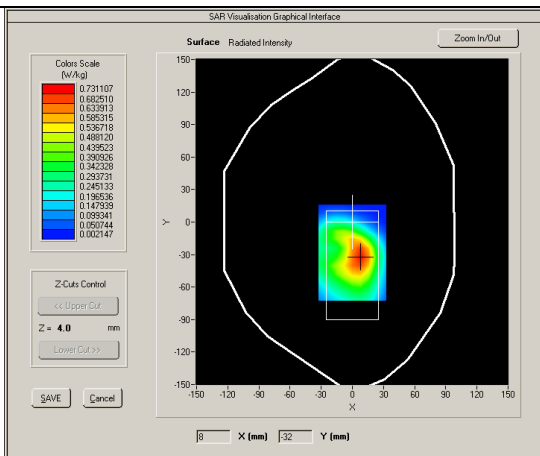 SAR Visualisation Graphical Interface
Surface Radiated Intensity
Zoom In/Out
Colors Scale
(W/kg)
0.731107
0.682510
0.633913
0.585315
0.536718
0.488120
0.439523
0.390926
0.342328
0.293731
0.245133
0.196536
0.147939
0.099341
0.050744
0.002147
Z-Cuts Control
<< Upper Cut
Z = 4.0 mm
Lower Cut >>
SAVE Cancel
150
120
90
60
30
0
-30
-60
-90
-120
-150
Y
-150 -120 -90 -60 -30 0 30 60 90 120 150
X
8 X (mm) -32 Y (mm)